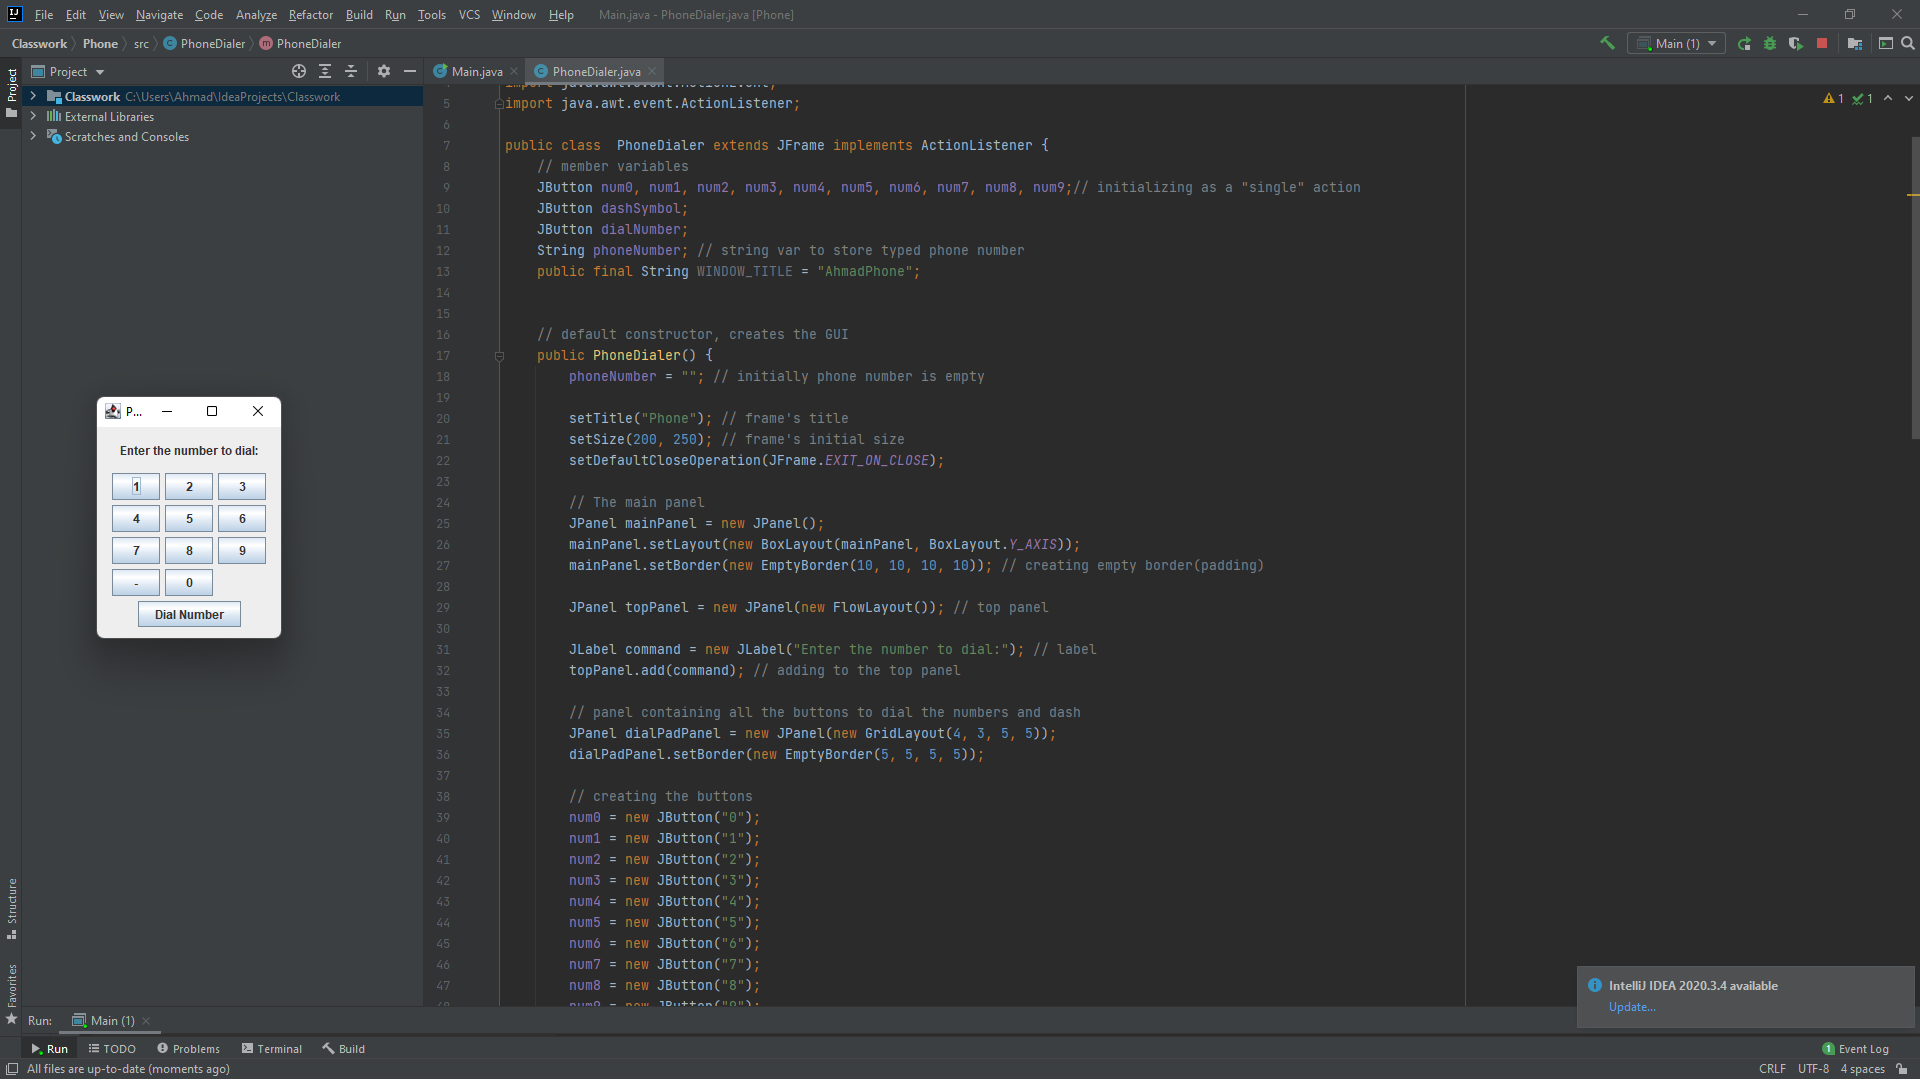 File Edit View Navigate Code Analyze Refactor Build Run Tools VCS Window Help Main.java - PhoneDialer.java [Phone]
Classwork Phone src PhoneDialer PhoneDialer Main (1)
Project
Main.java PhoneDialer.java
Project
Classwork C:\Users\Ahmad\IdeaProjects\Classwork
External Libraries
Scratches and Consoles
1 1
4 import java.awt.event.ActionEvent;
5 import java.awt.event.ActionListener;
6
7 public class  PhoneDialer extends JFrame implements ActionListener {
8 // member variables
9 JButton num0, num1, num2, num3, num4, num5, num6, num7, num8, num9;// initializing as a "single" action
10 JButton dashSymbol;
11 JButton dialNumber;
12 String phoneNumber; // string var to store typed phone number
13 public final String WINDOW_TITLE = "AhmadPhone";
14
15
16 // default constructor, creates the GUI
17 public PhoneDialer() {
18 phoneNumber = ""; // initially phone number is empty
19
20 setTitle("Phone"); // frame's title
21 setSize(200, 250); // frame's initial size
22 setDefaultCloseOperation(JFrame.EXIT_ON_CLOSE);
23
24 // The main panel
25 JPanel mainPanel = new JPanel();
26 mainPanel.setLayout(new BoxLayout(mainPanel, BoxLayout.Y_AXIS));
27 mainPanel.setBorder(new EmptyBorder(10, 10, 10, 10)); // creating empty border(padding)
28
29 JPanel topPanel = new JPanel(new FlowLayout()); // top panel
30
31 JLabel command = new JLabel("Enter the number to dial:"); // label
32 topPanel.add(command); // adding to the top panel
33
34 // panel containing all the buttons to dial the numbers and dash
35 JPanel dialPadPanel = new JPanel(new GridLayout(4, 3, 5, 5));
36 dialPadPanel.setBorder(new EmptyBorder(5, 5, 5, 5));
37
38 // creating the buttons
39 num0 = new JButton("0");
40 num1 = new JButton("1");
41 num2 = new JButton("2");
42 num3 = new JButton("3");
43 num4 = new JButton("4");
44 num5 = new JButton("5");
45 num6 = new JButton("6");
46 num7 = new JButton("7");
47 num8 = new JButton("8");
48 num9 = new JButton("9");
P...
Enter the number to dial:
1 2 3
4 5 6
7 8 9
- 0
Dial Number
Structure
Favorites
IntelliJ IDEA 2020.3.4 available
Update...
Run: Main (1)
Run TODO Problems Terminal Build 1 Event Log
All files are up-to-date (moments ago) CRLF UTF-8 4 spaces